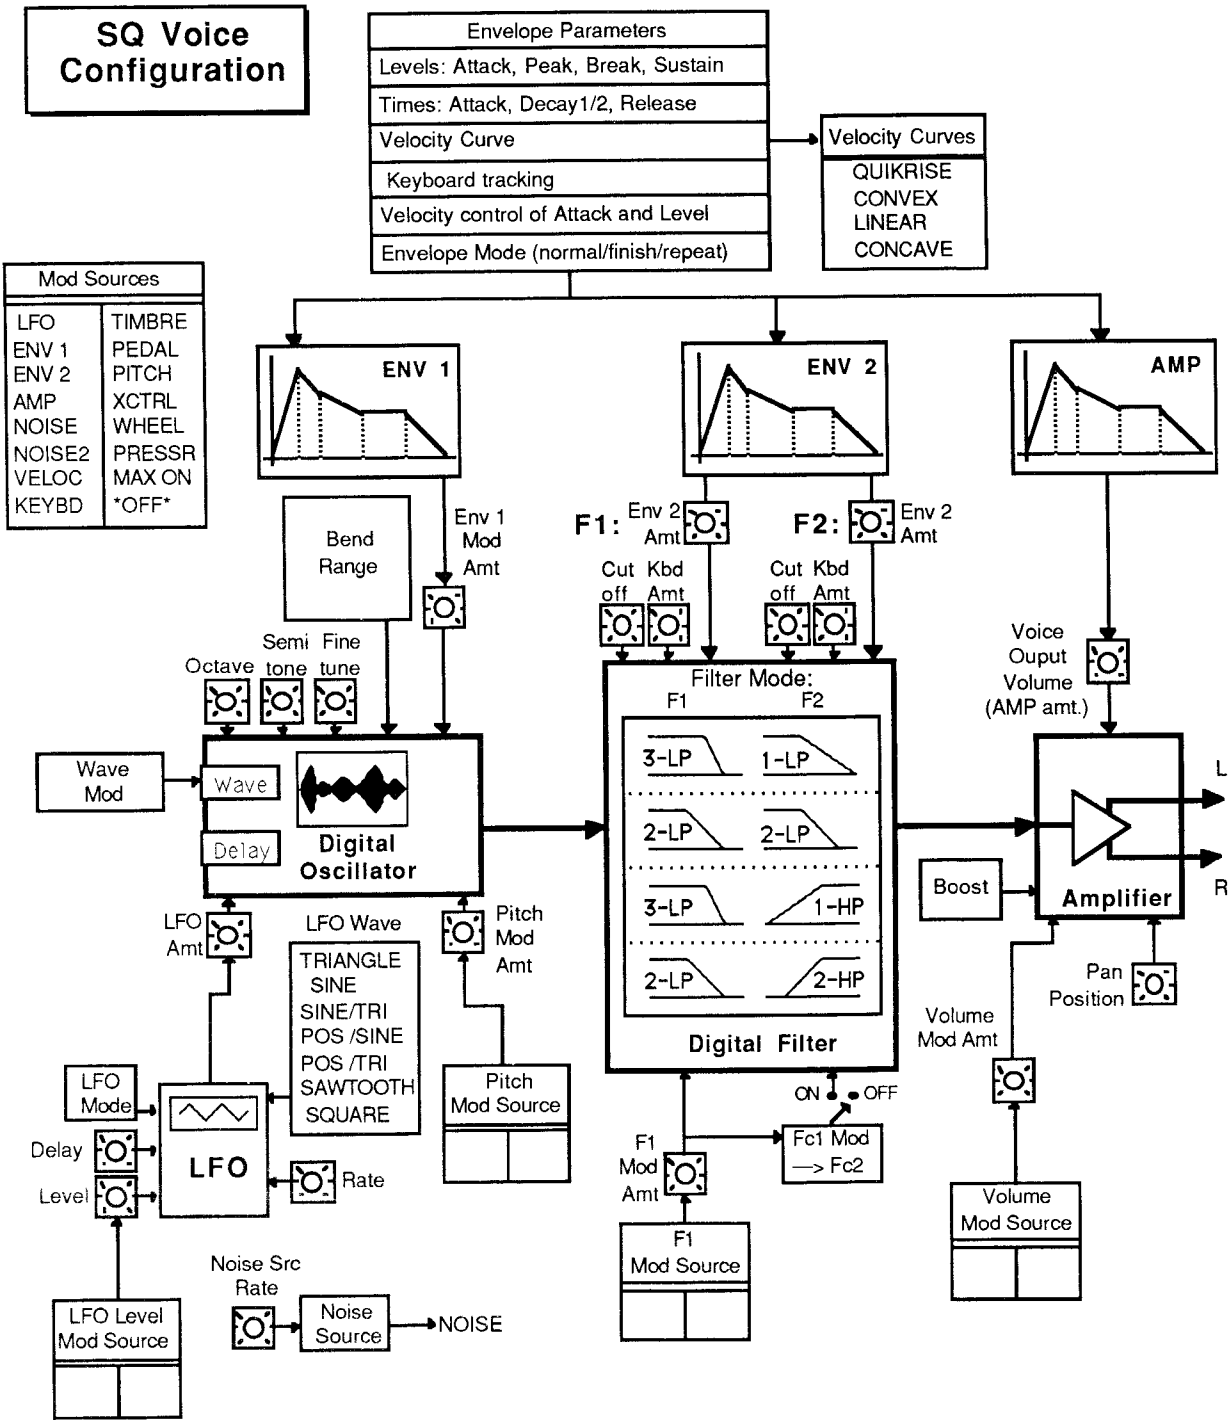 SQ Voice
Configuration
Envelope Parameters
Levels: Attack, Peak, Break, Sustain
Times: Attack, Decay1/2, Release
Velocity Curve
Keyboard tracking
Velocity control of Attack and Level
Envelope Mode (normal/finish/repeat)
Velocity Curves
QUIKRISE
CONVEX
LINEAR
CONCAVE
Mod Sources
LFO TIMBRE
ENV 1 PEDAL
ENV 2 PITCH
AMP XCTRL
NOISE WHEEL
NOISE2 PRESSR
VELOC MAX ON
KEYBD *OFF*
ENV 1
ENV 2
AMP
Bend
Range
Env 1
Mod
Amt
F1:
Env 2
Amt
F2:
Env 2
Amt
Cut
off
Kbd
Amt
Cut
off
Kbd
Amt
Voice
Ouput
Volume
(AMP amt.)
Octave
Semi
tone
Fine
tune
Wave
Mod
Wave
Delay
Digital
Oscillator
Filter Mode:
F1 F2
3-LP 1-LP
2-LP 2-LP
3-LP 1-HP
2-LP 2-HP
Digital Filter
L
R
Boost
Amplifier
LFO
Amt
LFO Wave
TRIANGLE
SINE
SINE/TRI
POS /SINE
POS /TRI
SAWTOOTH
SQUARE
Pitch
Mod
Amt
Pan
Position
Volume
Mod Amt
LFO
Mode
Delay
Level
LFO
Rate
Pitch
Mod Source
ON OFF
F1
Mod
Amt
Fc1 Mod
—> Fc2
Volume
Mod Source
F1
Mod Source
Noise Src
Rate
Noise
Source
NOISE
LFO Level
Mod Source